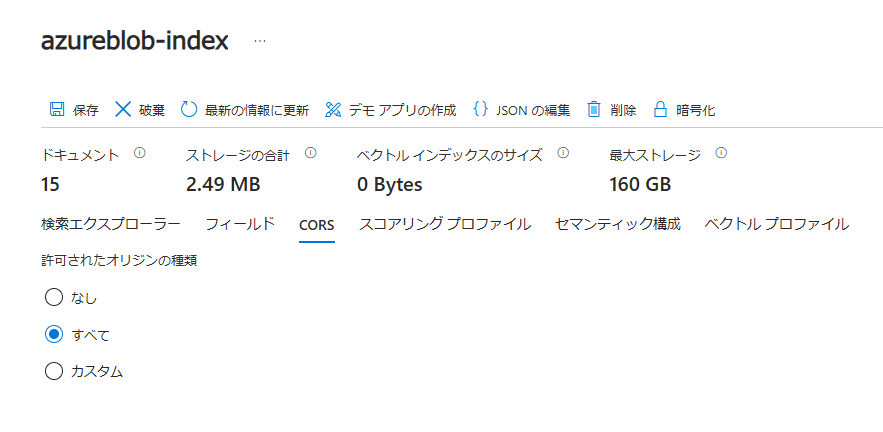 azureblob-index ...
保存 破棄 最新の情報に更新 デモ アプリの作成 {} JSON の編集 削除 暗号化
ドキュメント ストレージの合計 ベクトル インデックスのサイズ 最大ストレージ
15 2.49 MB 0 Bytes 160 GB
検索エクスプローラー フィールド CORS スコアリング プロファイル セマンティック構成 ベクトル プロファイル
許可されたオリジンの種類
なし
すべて
カスタム